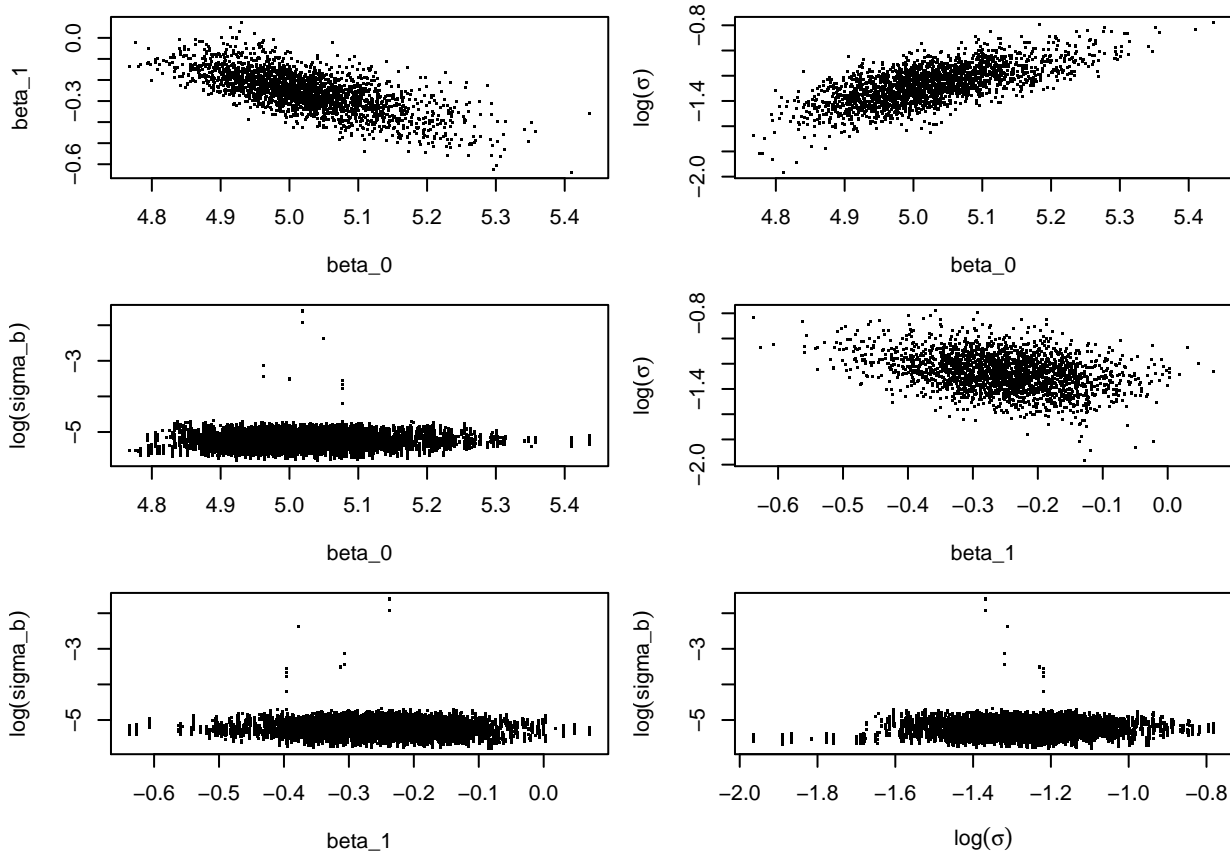 beta_1
0.0
−0.3
−0.6
4.8 4.9 5.0 5.1 5.2 5.3 5.4
beta_0
log(σ)
−0.8
−1.4
−2.0
4.8 4.9 5.0 5.1 5.2 5.3 5.4
beta_0
log(sigma_b)
−3
−5
4.8 4.9 5.0 5.1 5.2 5.3 5.4
beta_0
log(σ)
−0.8
−1.4
−2.0
−0.6 −0.5 −0.4 −0.3 −0.2 −0.1 0.0
beta_1
log(sigma_b)
−3
−5
−0.6 −0.5 −0.4 −0.3 −0.2 −0.1 0.0
beta_1
log(sigma_b)
−3
−5
−2.0 −1.8 −1.6 −1.4 −1.2 −1.0 −0.8
log(σ)